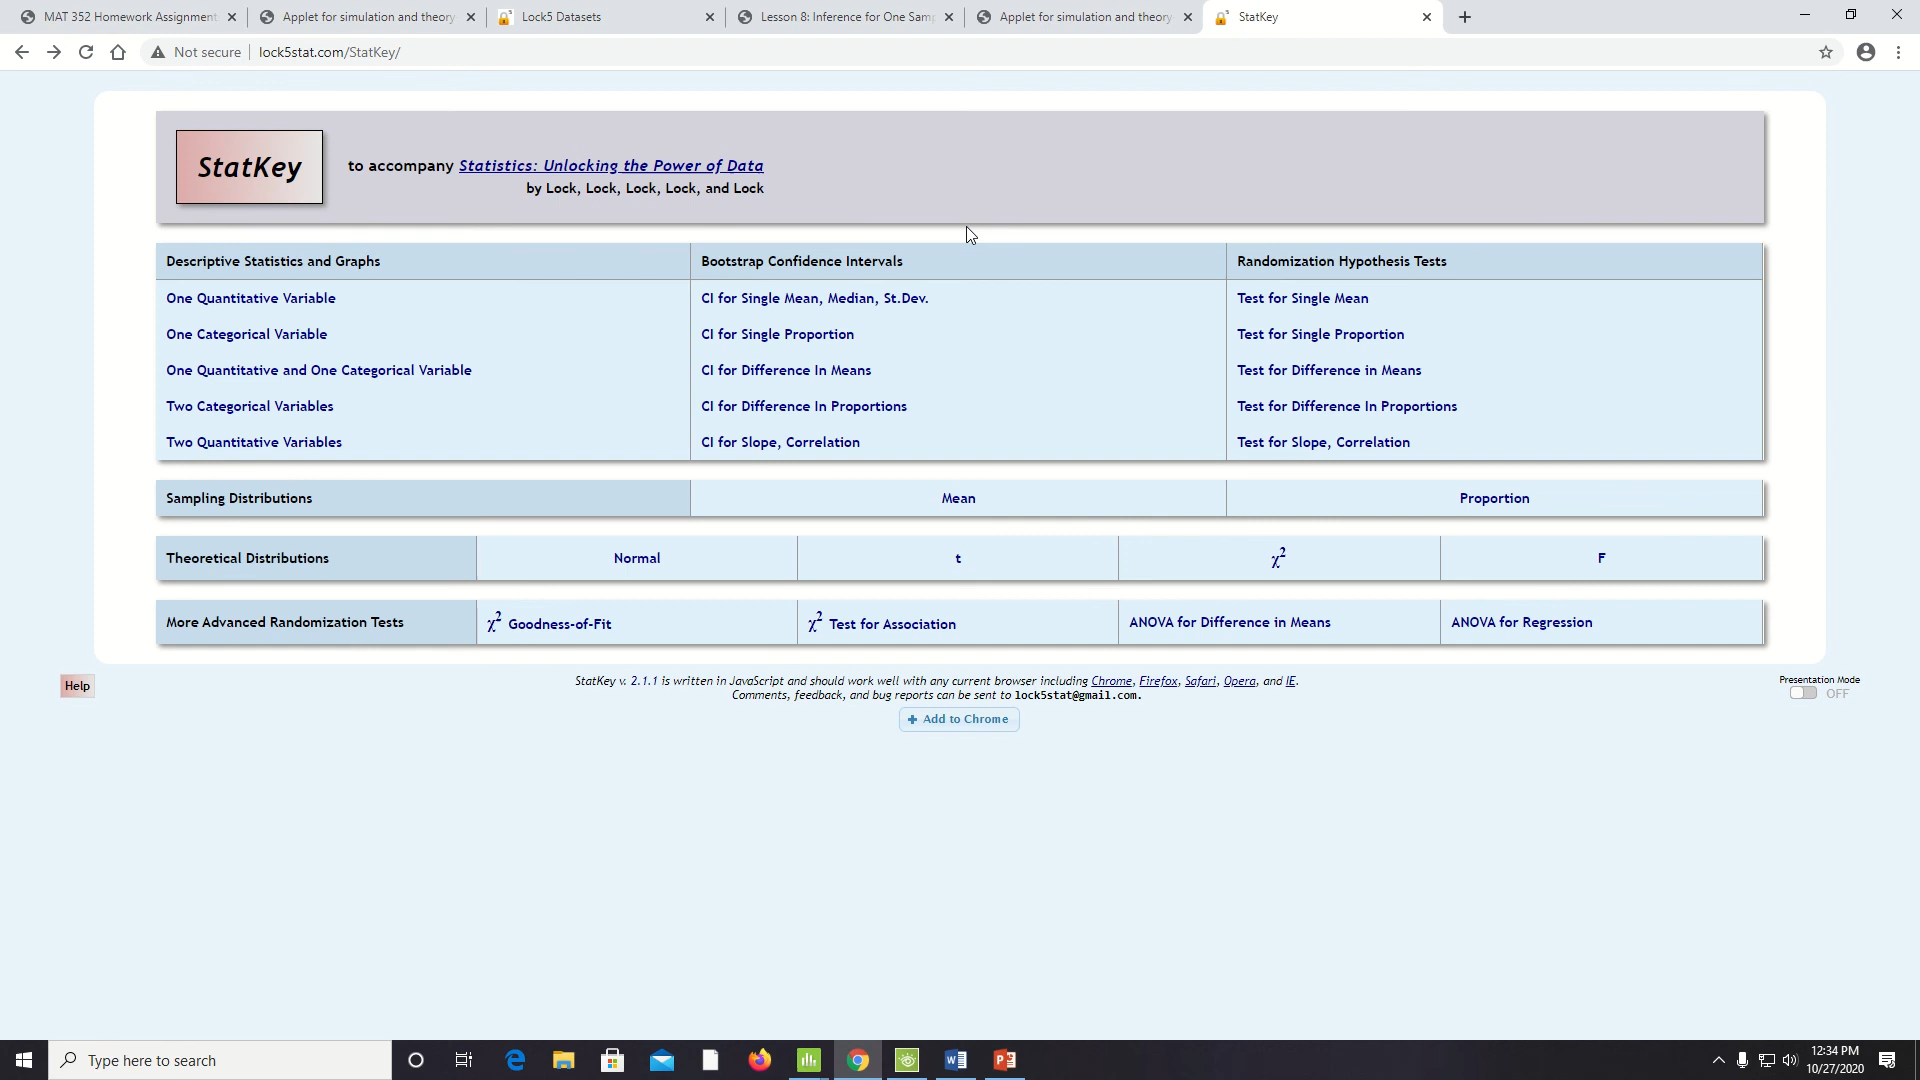 MAT 352 Homework Assignment
Applet for simulation and theory
Lock5 Datasets
Lesson 8: Inference for One Samp
Applet for simulation and theory
StatKey
Not secure
lock5stat.com/StatKey/
StatKey
to accompany Statistics: Unlocking the Power of Data
by Lock, Lock, Lock, Lock, and Lock
Descriptive Statistics and Graphs
One Quantitative Variable
One Categorical Variable
One Quantitative and One Categorical Variable
Two Categorical Variables
Two Quantitative Variables
Bootstrap Confidence Intervals
CI for Single Mean, Median, St.Dev.
CI for Single Proportion
CI for Difference In Means
CI for Difference In Proportions
CI for Slope, Correlation
Randomization Hypothesis Tests
Test for Single Mean
Test for Single Proportion
Test for Difference in Means
Test for Difference In Proportions
Test for Slope, Correlation
Sampling Distributions
Mean
Proportion
Theoretical Distributions
Normal
t
χ²
F
More Advanced Randomization Tests
χ² Goodness-of-Fit
χ² Test for Association
ANOVA for Difference in Means
ANOVA for Regression
Help
StatKey v. 2.1.1 is written in JavaScript and should work well with any current browser including Chrome, Firefox, Safari, Opera, and IE.
Comments, feedback, and bug reports can be sent to lock5stat@gmail.com.
+ Add to Chrome
Presentation Mode
OFF
Type here to search
12:34 PM
10/27/2020